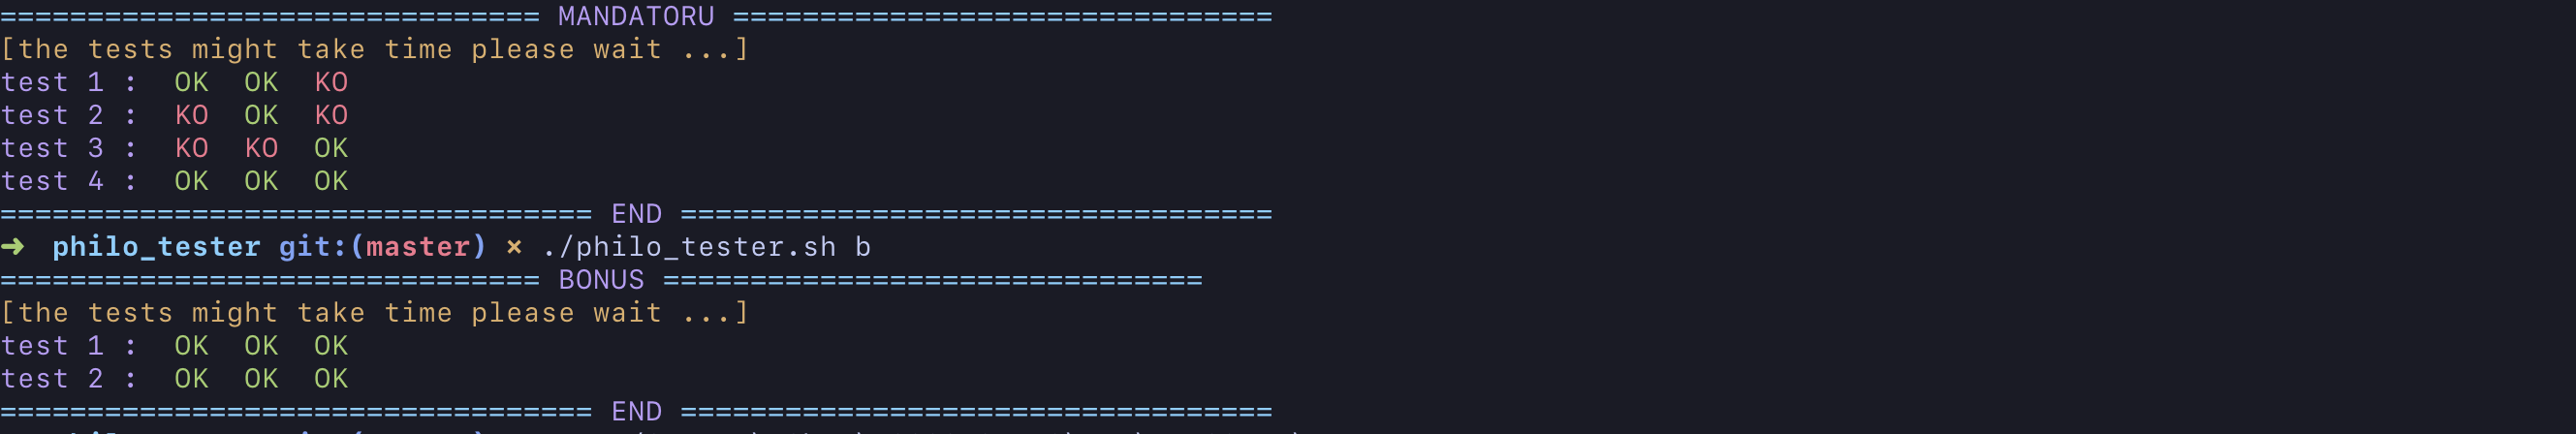 =============================== MANDATORU ===============================
[the tests might take time please wait ...]
test 1 :  OK  OK  KO
test 2 :  KO  OK  KO
test 3 :  KO  KO  OK
test 4 :  OK  OK  OK
================================== END ==================================
➜  philo_tester git:(master) × ./philo_tester.sh b
=============================== BONUS ===============================
[the tests might take time please wait ...]
test 1 :  OK  OK  OK
test 2 :  OK  OK  OK
================================== END ==================================